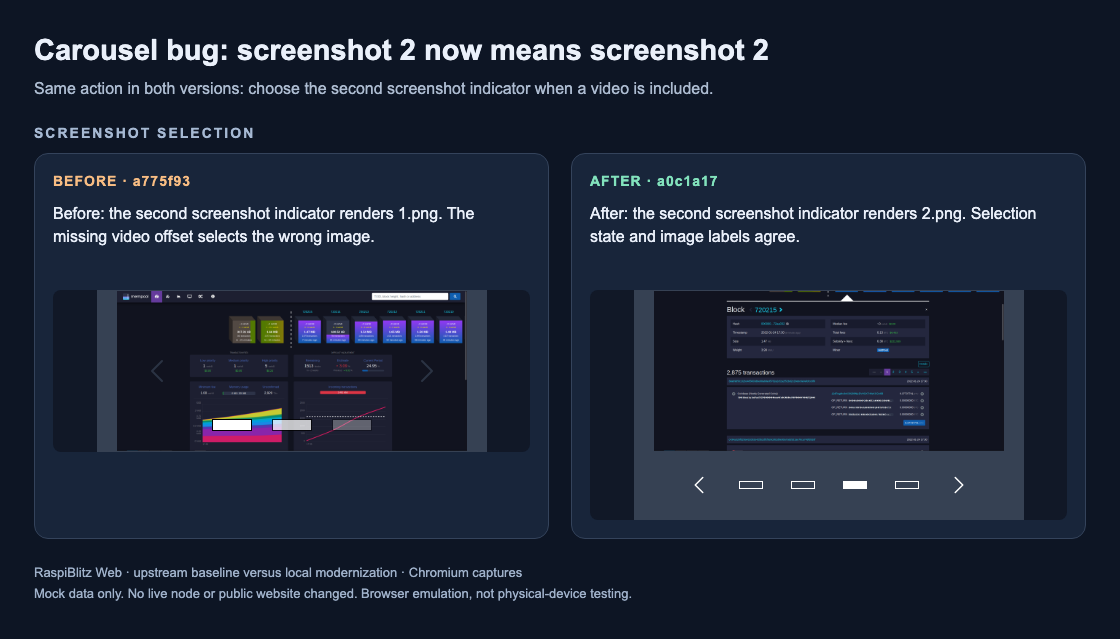 Carousel bug: screenshot 2 now means screenshot 2
Same action in both versions: choose the second screenshot indicator when a video is included.
SCREENSHOT SELECTION
BEFORE · a775f93
Before: the second screenshot indicator renders 1.png. The
missing video offset selects the wrong image.
mempool
AFTER · a0c1a17
After: the second screenshot indicator renders 2.png. Selection
state and image labels agree.
Block 720215
2,875 transactions
RaspiBlitz Web · upstream baseline versus local modernization · Chromium captures
Mock data only. No live node or public website changed. Browser emulation, not physical-device testing.